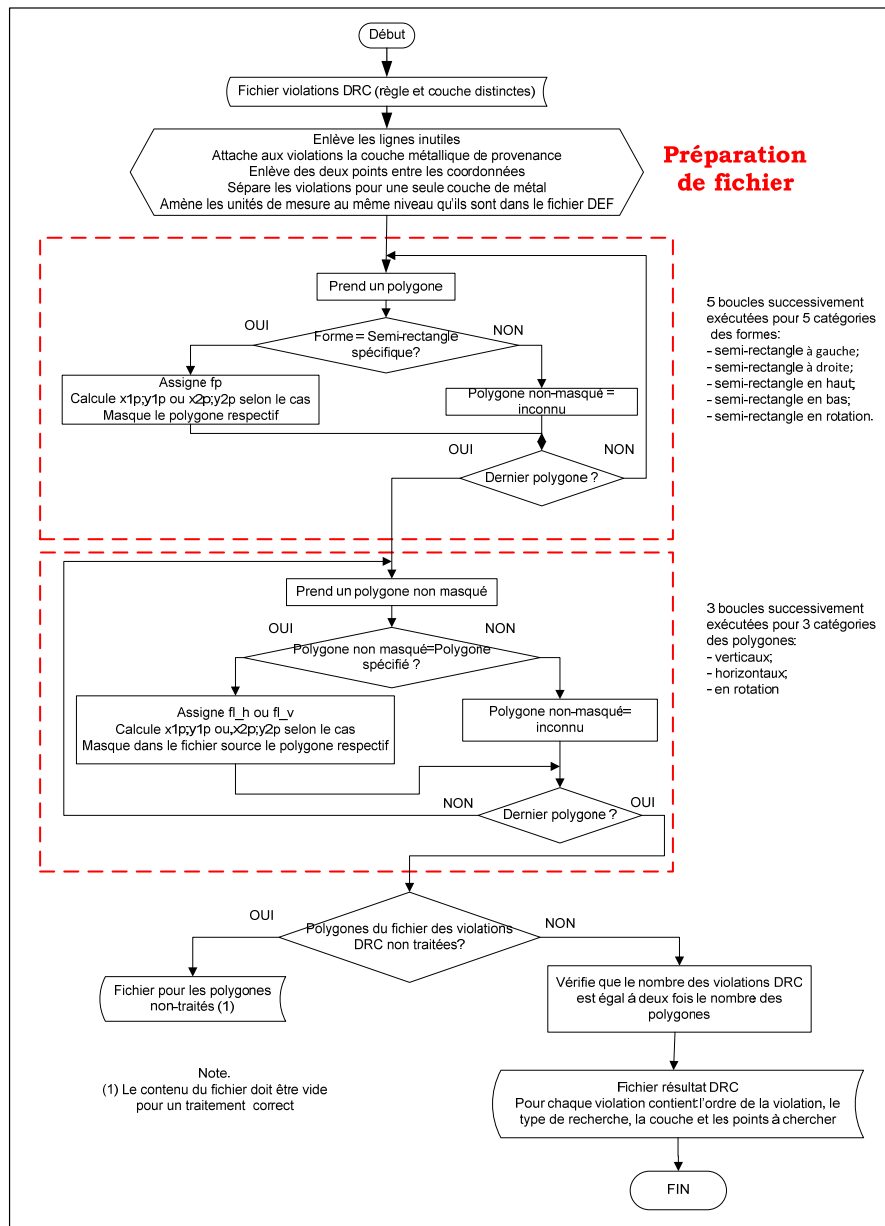 Début
Fichier violations DRC (règle et couche distinctes)
Enlève les lignes inutiles
Attache aux violations la couche métallique de provenance
Enlève des deux points entre les coordonnées
Sépare les violations pour une seule couche de métal
Amène les unités de mesure au même niveau qu'ils sont dans le fichier DEF
Préparation
de fichier
Prend un polygone
OUI
NON
Forme = Semi-rectangle
spécifique?
Assigne fp
Calcule x1p;y1p ou x2p;y2p selon le cas
Masque le polygone respectif
Polygone non-masqué =
inconnu
OUI
NON
Dernier polygone ?
5 boucles successivement
exécutées pour 5 catégories
des formes:
- semi-rectangle à gauche;
- semi-rectangle à droite;
- semi-rectangle en haut;
- semi-rectangle en bas;
- semi-rectangle en rotation.
Prend un polygone non masqué
OUI
NON
Polygone non masqué=Polygone
spécifié ?
Assigne fl_h ou fl_v
Calcule x1p;y1p ou,x2p;y2p selon le cas
Masque dans le fichier source le polygone respectif
Polygone non-masqué=
inconnu
NON
OUI
Dernier polygone ?
3 boucles successivement
exécutées pour 3 catégories
des polygones:
- verticaux;
- horizontaux;
- en rotation
OUI
NON
Polygones du fichier des violations
DRC non traitées?
Fichier pour les polygones
non-traités (1)
Vérifie que le nombre des violations DRC
est égal á deux fois le nombre des
polygones
Note.
(1) Le contenu du fichier doit être vide
pour un traitement correct
Fichier résultat DRC
Pour chaque violation contient:l'ordre de la violation, le
type de recherche, la couche et les points à chercher
FIN